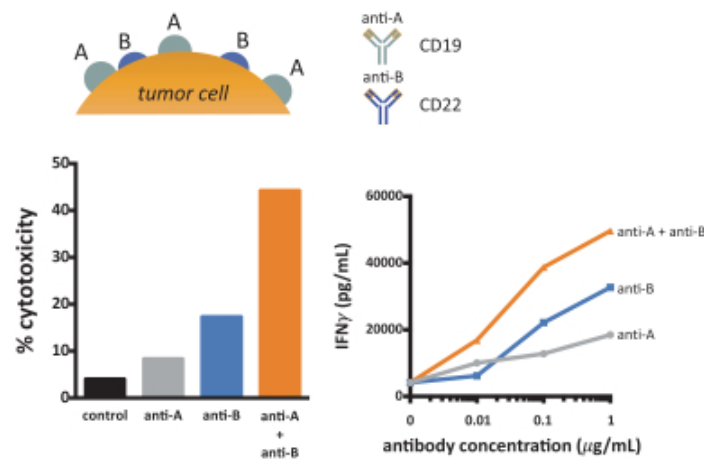 A
B
A
B
A
tumor cell
anti-A
CD19
anti-B
CD22
% cytotoxicity
50
40
30
20
10
0
control
anti-A
anti-B
anti-A
+
anti-B
IFNγ (pg/mL)
60000
40000
20000
0
anti-A + anti-B
anti-B
anti-A
0
0.01
0.1
1
antibody concentration (μg/mL)